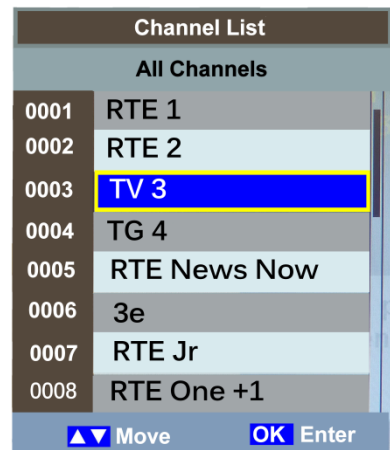 Channel List
All Channels
0001 RTE 1
0002 RTE 2
0003 TV 3
0004 TG 4
0005 RTE News Now
0006 3e
0007 RTE Jr
0008 RTE One +1
▲▼ Move OK Enter